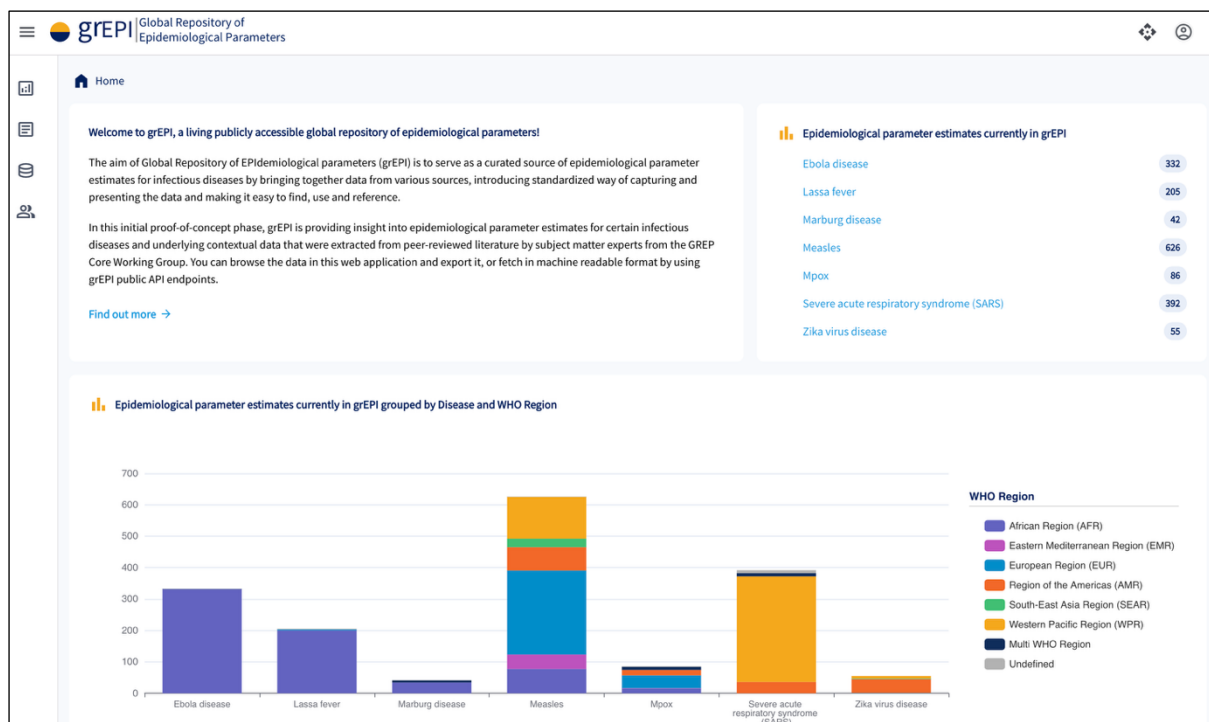 grEPI
Global Repository of
Epidemiological Parameters
Home
Welcome to grEPI, a living publicly accessible global repository of epidemiological parameters!
The aim of Global Repository of EPIdemiological parameters (grEPI) is to serve as a curated source of epidemiological parameter
estimates for infectious diseases by bringing together data from various sources, introducing standardized way of capturing and
presenting the data and making it easy to find, use and reference.
In this initial proof-of-concept phase, grEPI is providing insight into epidemiological parameter estimates for certain infectious
diseases and underlying contextual data that were extracted from peer-reviewed literature by subject matter experts from the GREP
Core Working Group. You can browse the data in this web application and export it, or fetch in machine readable format by using
grEPI public API endpoints.
Find out more →
Epidemiological parameter estimates currently in grEPI
Ebola disease 332
Lassa fever 205
Marburg disease 42
Measles 626
Mpox 86
Severe acute respiratory syndrome (SARS) 392
Zika virus disease 55
Epidemiological parameter estimates currently in grEPI grouped by Disease and WHO Region
700
600
500
400
300
200
100
0
Ebola disease
Lassa fever
Marburg disease
Measles
Mpox
Severe acute
respiratory syndrome
(SARS)
Zika virus disease
WHO Region
African Region (AFR)
Eastern Mediterranean Region (EMR)
European Region (EUR)
Region of the Americas (AMR)
South-East Asia Region (SEAR)
Western Pacific Region (WPR)
Multi WHO Region
Undefined